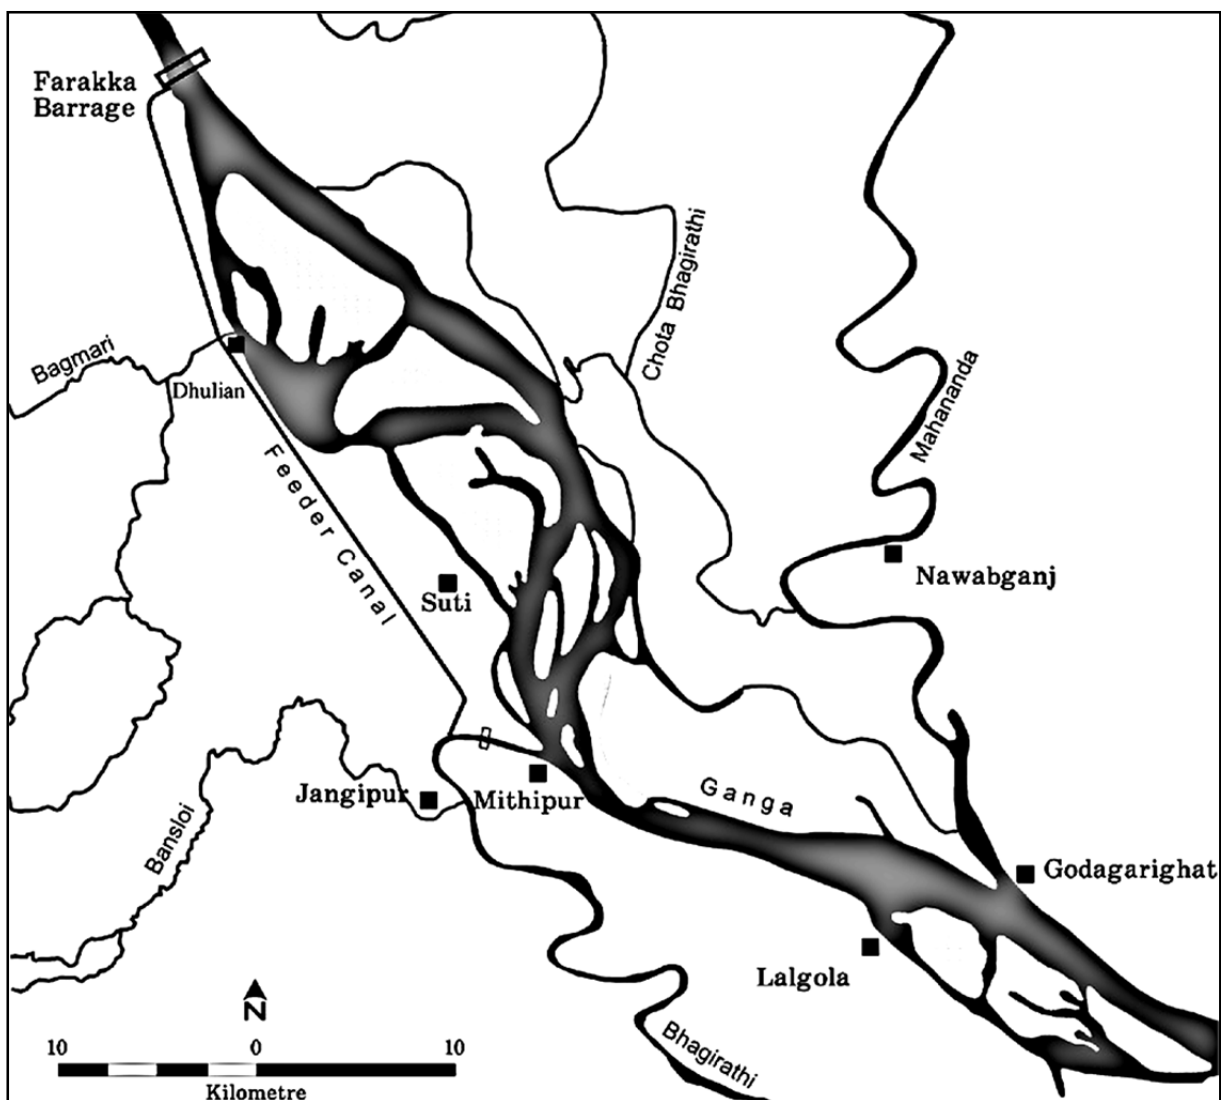 Farakka
Barrage
Chota Bhagirathi
Bagmari
Mahananda
Dhulian
Feeder Canal
Nawabganj
Suti
Ganga
Jangipur
Mithipur
Bansloi
Godagarighat
Lalgola
N
Bhagirathi
10 0 10
Kilometre